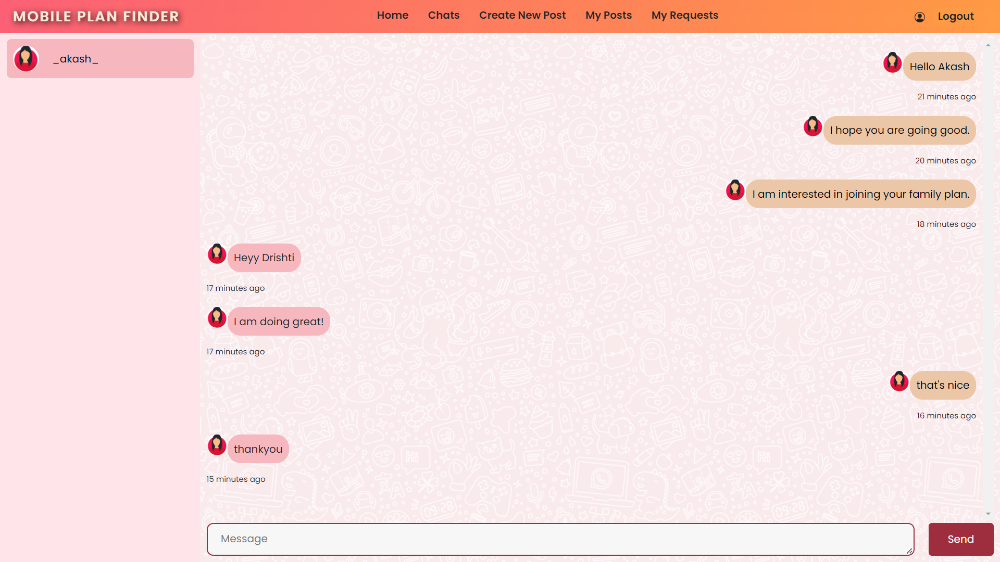 MOBILE PLAN FINDER
Home Chats Create New Post My Posts My Requests
Logout
_akash_
Hello Akash
21 minutes ago
I hope you are going good.
20 minutes ago
I am interested in joining your family plan.
18 minutes ago
Heyy Drishti
17 minutes ago
I am doing great!
17 minutes ago
that's nice
16 minutes ago
thankyou
15 minutes ago
Message
Send